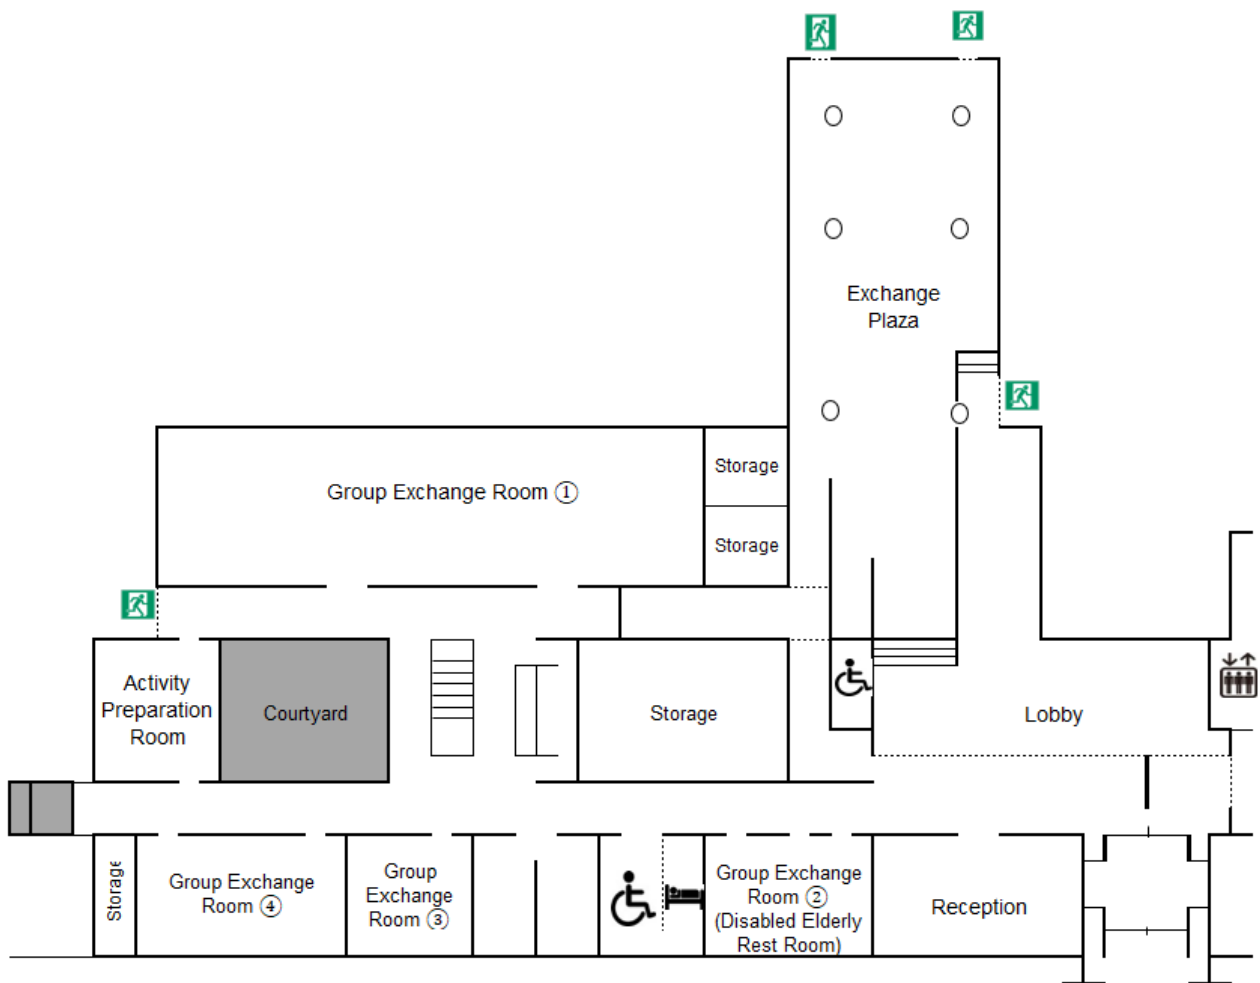 Exchange
Plaza
Group Exchange Room ①
Storage
Storage
Activity
Preparation
Room
Courtyard
Storage
Lobby
Storage
Group Exchange
Room ④
Group
Exchange
Room ③
Group Exchange
Room ②
(Disabled Elderly
Rest Room)
Reception